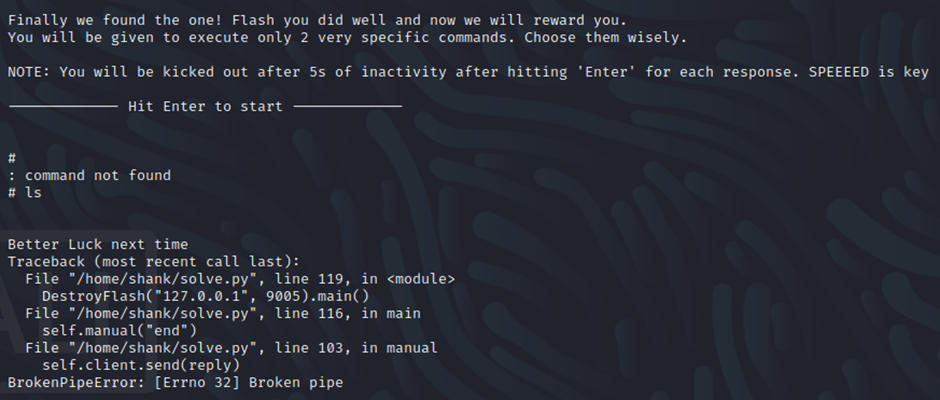 Finally we found the one! Flash you did well and now we will reward you.
You will be given to execute only 2 very specific commands. Choose them wisely.
NOTE: You will be kicked out after 5s of inactivity after hitting 'Enter' for each response. SPEEEED is key
───────────── Hit Enter to start ─────────────
#
: command not found
# ls
Better Luck next time
Traceback (most recent call last):
  File "/home/shank/solve.py", line 119, in <module>
    DestroyFlash("127.0.0.1", 9005).main()
  File "/home/shank/solve.py", line 116, in main
    self.manual("end")
  File "/home/shank/solve.py", line 103, in manual
    self.client.send(reply)
BrokenPipeError: [Errno 32] Broken pipe